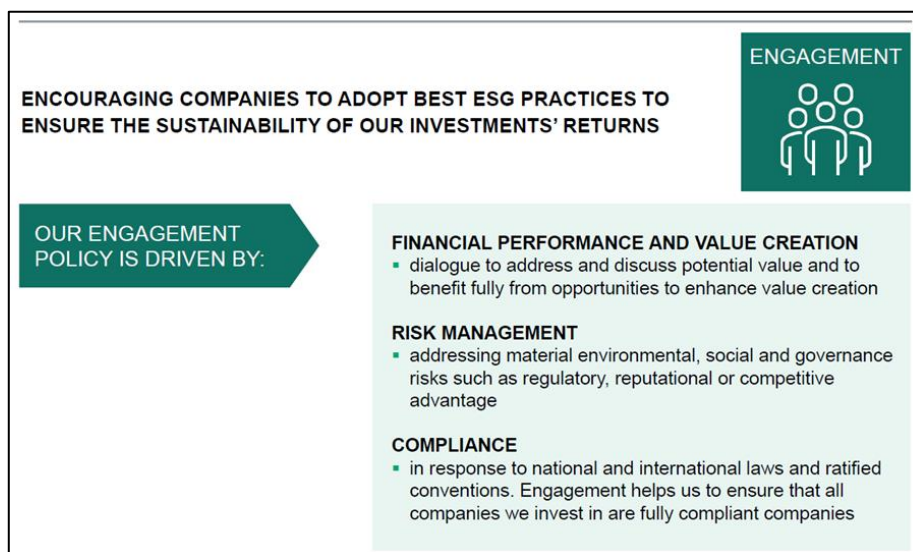 ENGAGEMENT
ENCOURAGING COMPANIES TO ADOPT BEST ESG PRACTICES TO
ENSURE THE SUSTAINABILITY OF OUR INVESTMENTS’ RETURNS
OUR ENGAGEMENT
POLICY IS DRIVEN BY:
FINANCIAL PERFORMANCE AND VALUE CREATION
▪ dialogue to address and discuss potential value and to
benefit fully from opportunities to enhance value creation
RISK MANAGEMENT
▪ addressing material environmental, social and governance
risks such as regulatory, reputational or competitive
advantage
COMPLIANCE
▪ in response to national and international laws and ratified
conventions. Engagement helps us to ensure that all
companies we invest in are fully compliant companies